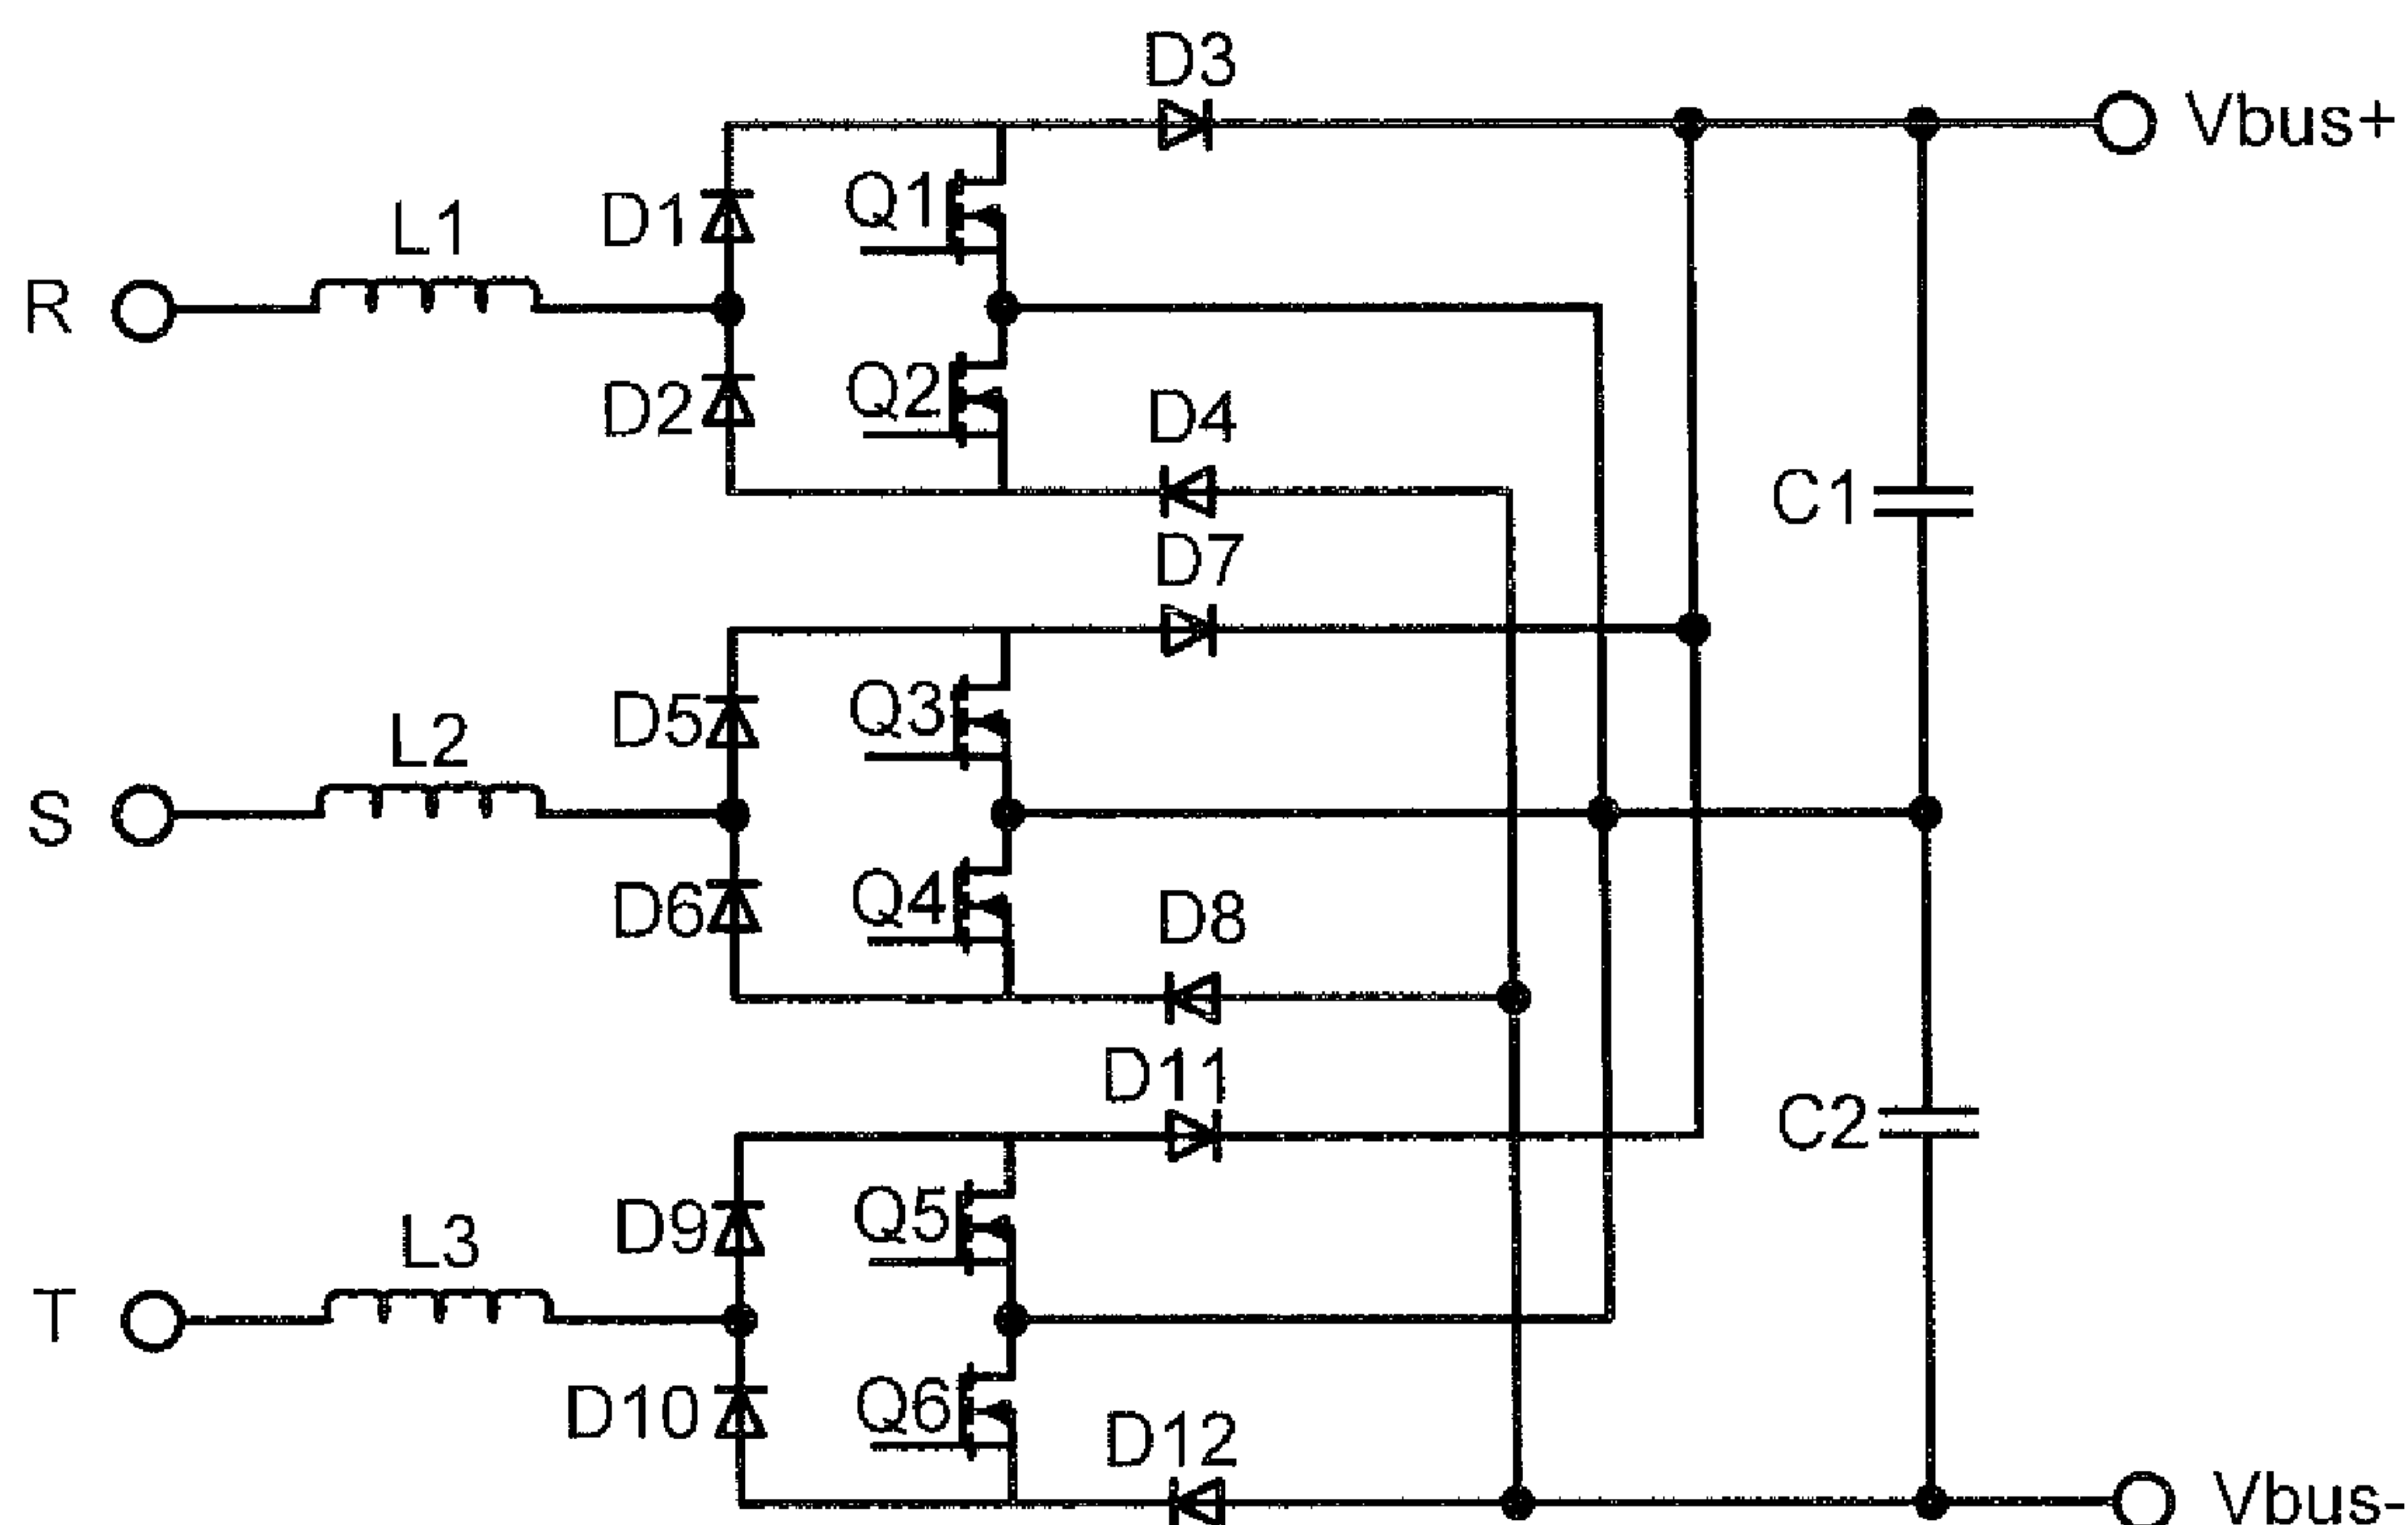 D3
Vbus+
Q1
D1
L1
R
Q2
D2
D4
C1
D7
Q3
D5
L2
S
Q4
D6
D8
D11
C2
Q5
D9
L3
T
Q6
D10
D12
Vbus-